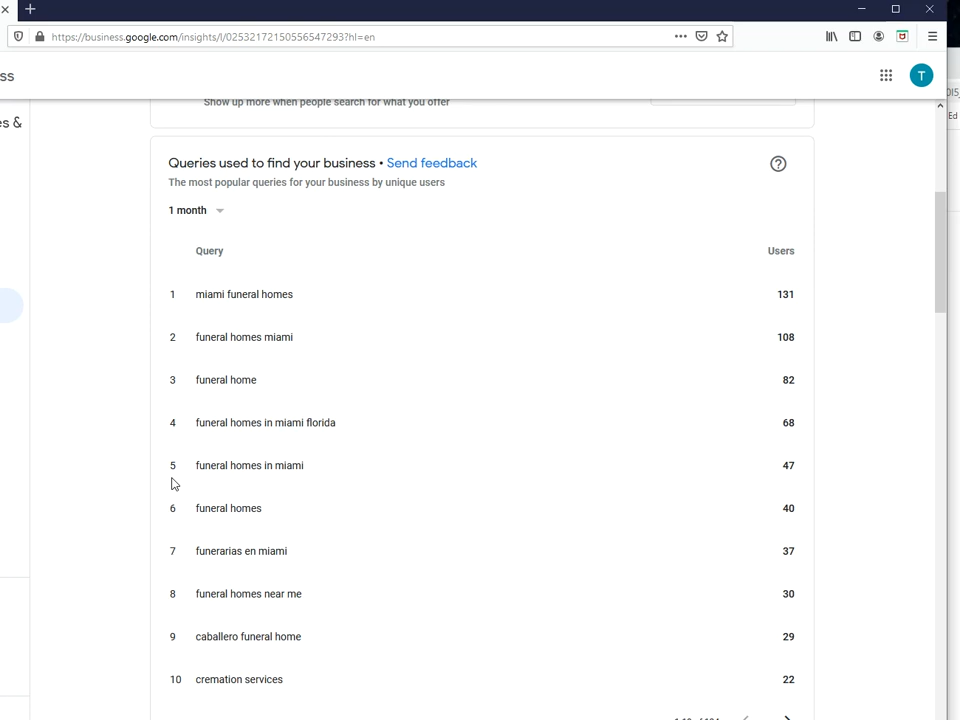 https://business.google.com/insights/l/02532172150556547293?hl=en
ss
T
es &
Ed
Show up more when people search for what you offer
Queries used to find your business • Send feedback
The most popular queries for your business by unique users
1 month
Query Users
1 miami funeral homes 131
2 funeral homes miami 108
3 funeral home 82
4 funeral homes in miami florida 68
5 funeral homes in miami 47
6 funeral homes 40
7 funerarias en miami 37
8 funeral homes near me 30
9 caballero funeral home 29
10 cremation services 22